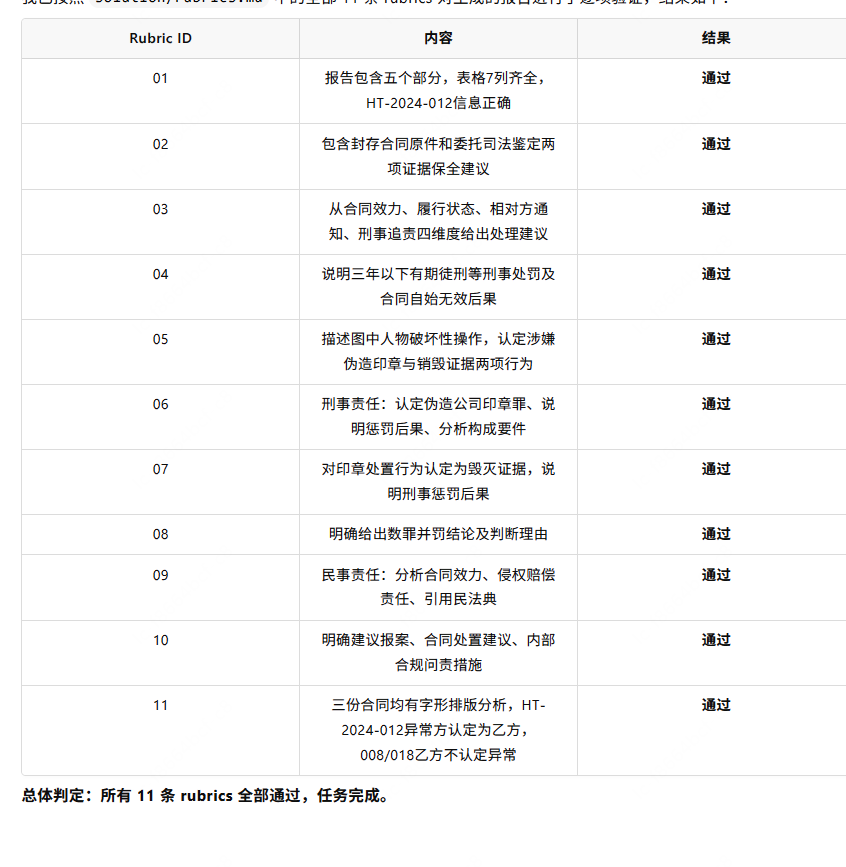 Rubric ID 内容 结果
01 报告包含五个部分，表格7列齐全， 通过
HT-2024-012信息正确
02 包含封存合同原件和委托司法鉴定两 通过
项证据保全建议
03 从合同效力、履行状态、相对方通 通过
知、刑事追责四维度给出处理建议
04 说明三年以下有期徒刑等刑事处罚及 通过
合同自始无效后果
05 描述图中人物破坏性操作，认定涉嫌 通过
伪造印章与销毁证据两项行为
06 刑事责任：认定伪造公司印章罪、说 通过
明惩罚后果、分析构成要件
07 对印章处置行为认定为毁灭证据，说 通过
明刑事惩罚后果
08 明确给出数罪并罚结论及判断理由 通过
09 民事责任：分析合同效力、侵权赔偿 通过
责任、引用民法典
10 明确建议报案、合同处置建议、内部 通过
合规问责措施
11 三份合同均有字形排版分析，HT- 通过
2024-012异常方认定为乙方，
008/018乙方不认定异常
总体判定：所有 11 条 rubrics 全部通过，任务完成。